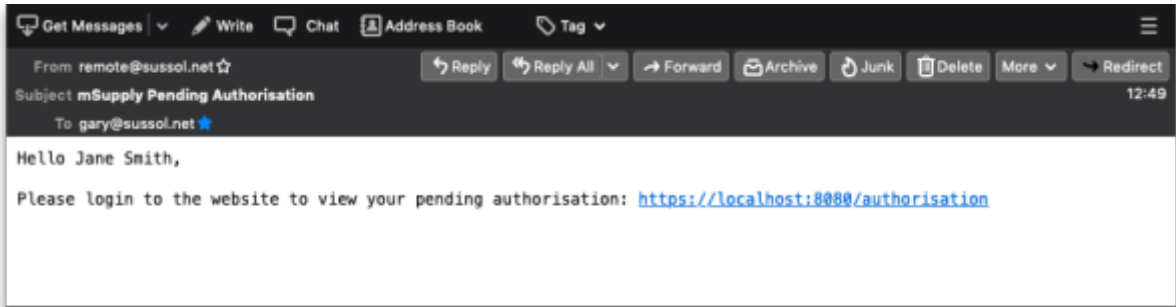 Get Messages Write Chat Address Book Tag
From remote@sussol.net Reply Reply All Forward Archive Junk Delete More Redirect
Subject mSupply Pending Authorisation 12:49
To gary@sussol.net
Hello Jane Smith,
Please login to the website to view your pending authorisation: https://localhost:8080/authorisation